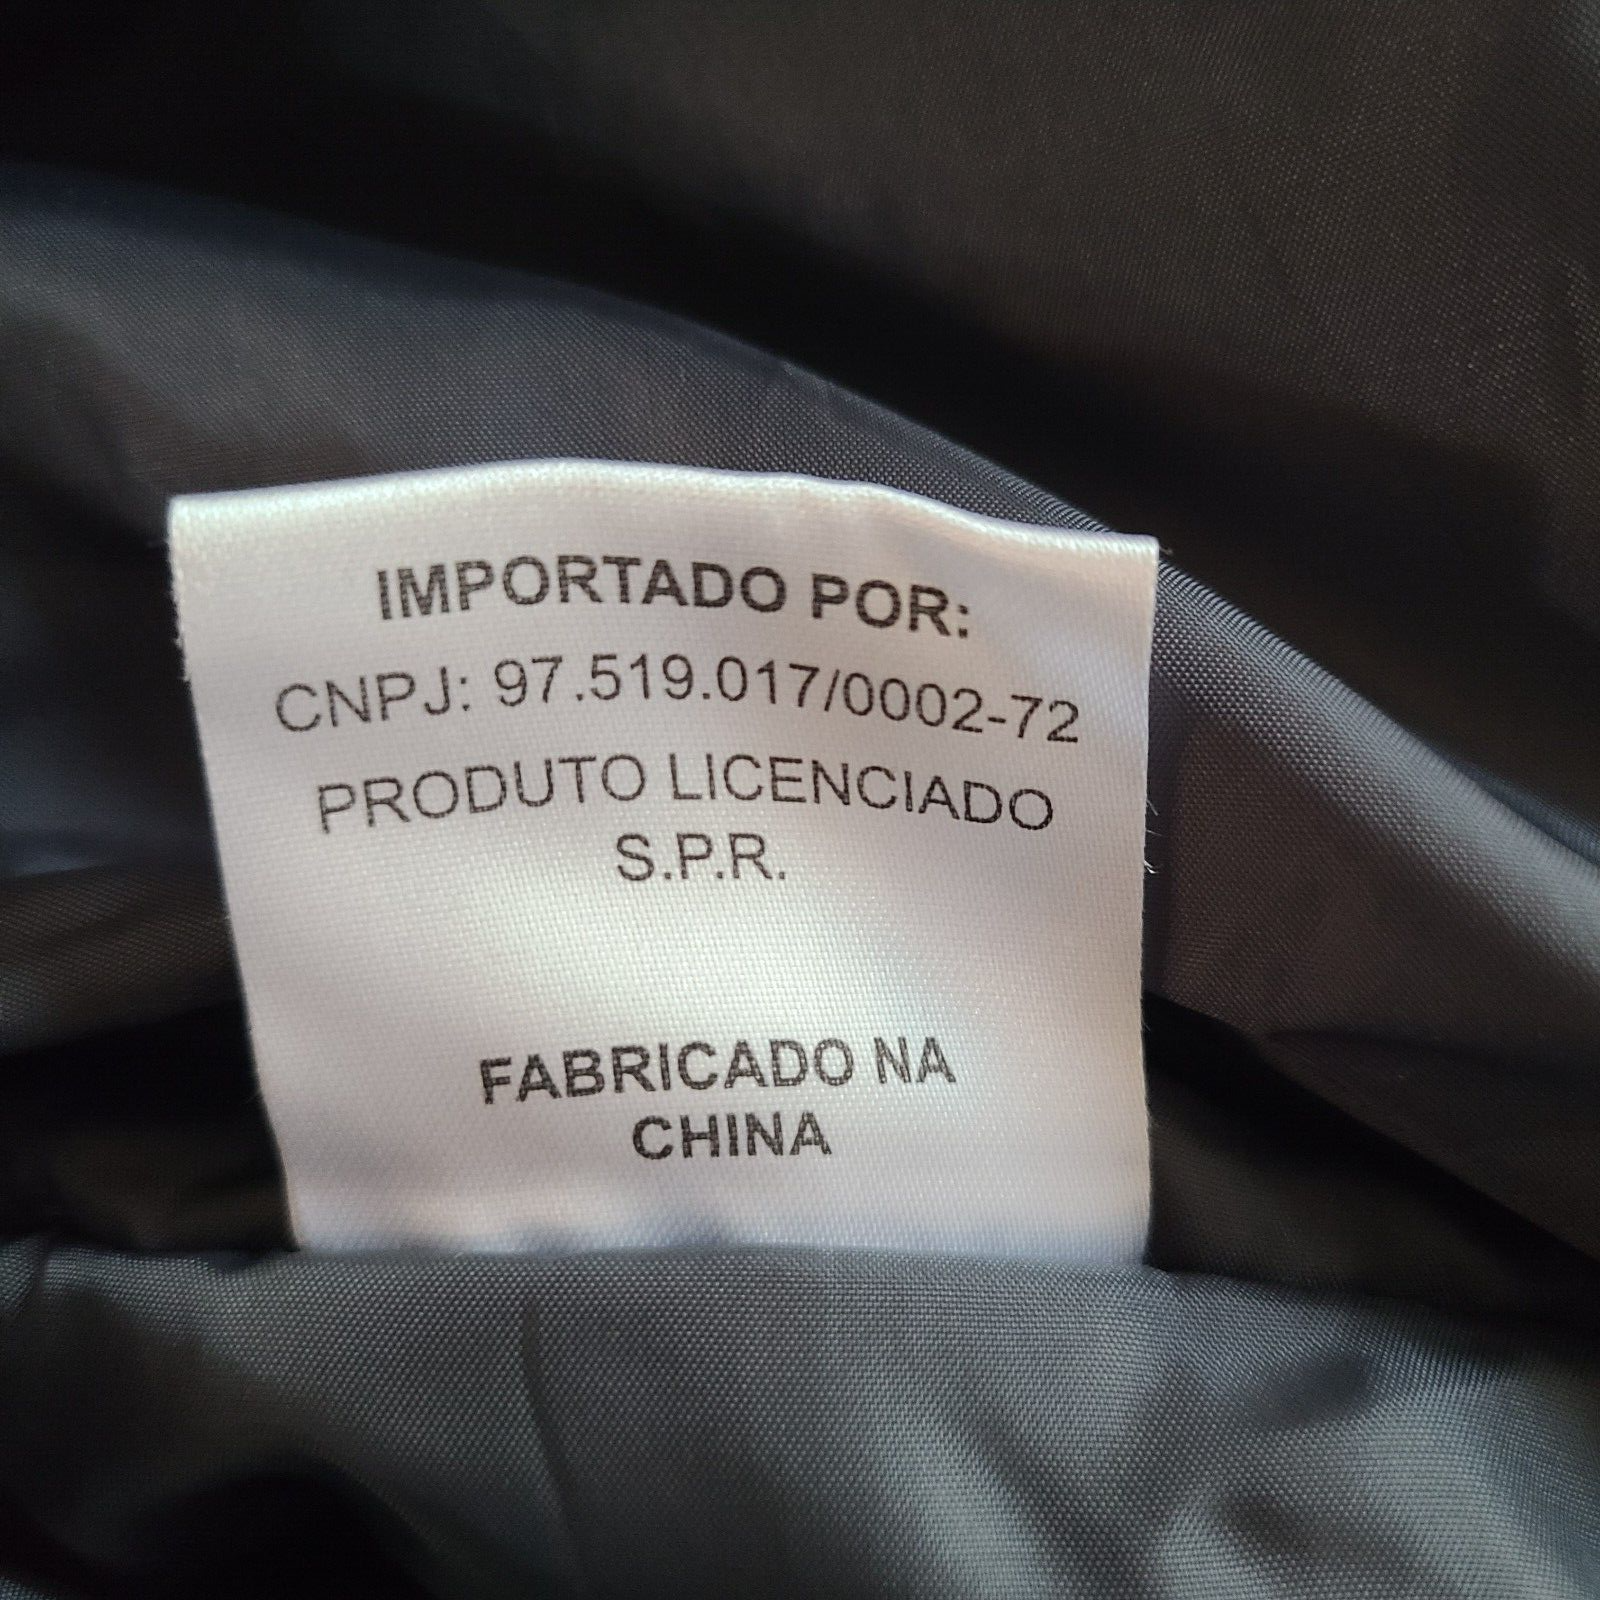 IMPORTADO POR:
CNPJ: 97.519.017/0002-72
PRODUTO LICENCIADO
S.P.R.
FABRICADO NA
CHINA